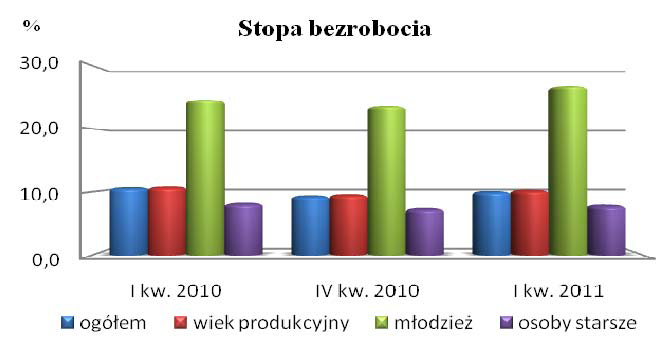 %
Stopa bezrobocia
30,0
20,0
10,0
0,0
I kw. 2010 IV kw. 2010 I kw. 2011
ogółem wiek produkcyjny młodzież osoby starsze